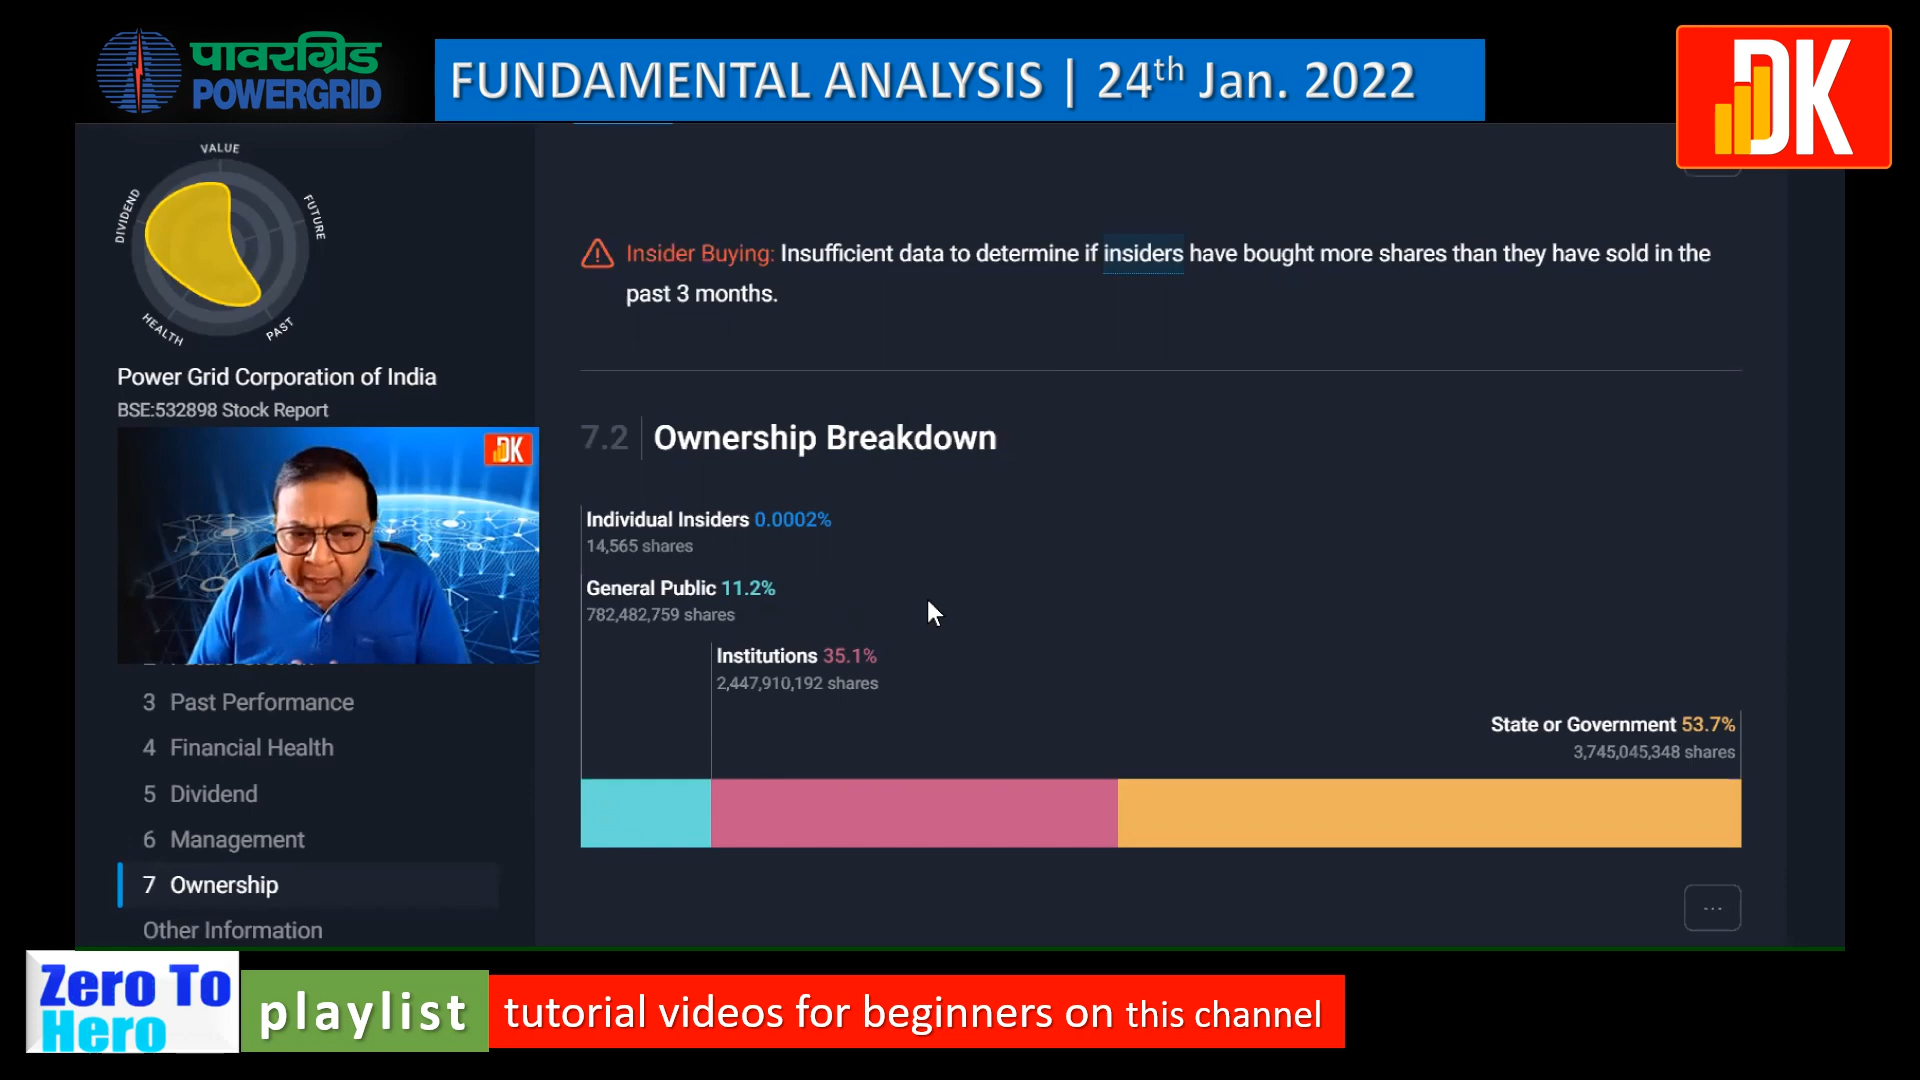 पावरग्रिड
POWERGRID
FUNDAMENTAL ANALYSIS | 24th Jan. 2022
DK
VALUE
FUTURE
PAST
HEALTH
DIVIDEND
Power Grid Corporation of India
BSE:532898 Stock Report
DK
3 Past Performance
4 Financial Health
5 Dividend
6 Management
7 Ownership
Other Information
Insider Buying: Insufficient data to determine if insiders have bought more shares than they have sold in the
past 3 months.
7.2 Ownership Breakdown
Individual Insiders 0.0002%
14,565 shares
General Public 11.2%
782,482,759 shares
Institutions 35.1%
2,447,910,192 shares
State or Government 53.7%
3,745,045,348 shares
Zero To
Hero
playlist
tutorial videos for beginners on this channel